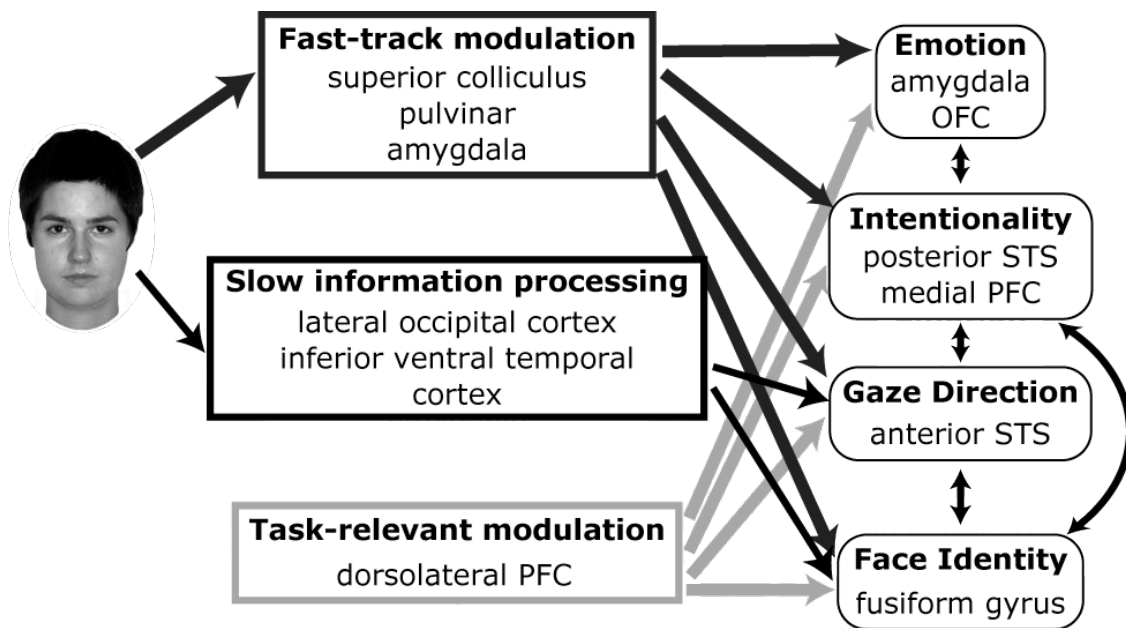 Fast-track modulation
superior colliculus
pulvinar
amygdala
Slow information processing
lateral occipital cortex
inferior ventral temporal
cortex
Task-relevant modulation
dorsolateral PFC
Emotion
amygdala
OFC
Intentionality
posterior STS
medial PFC
Gaze Direction
anterior STS
Face Identity
fusiform gyrus